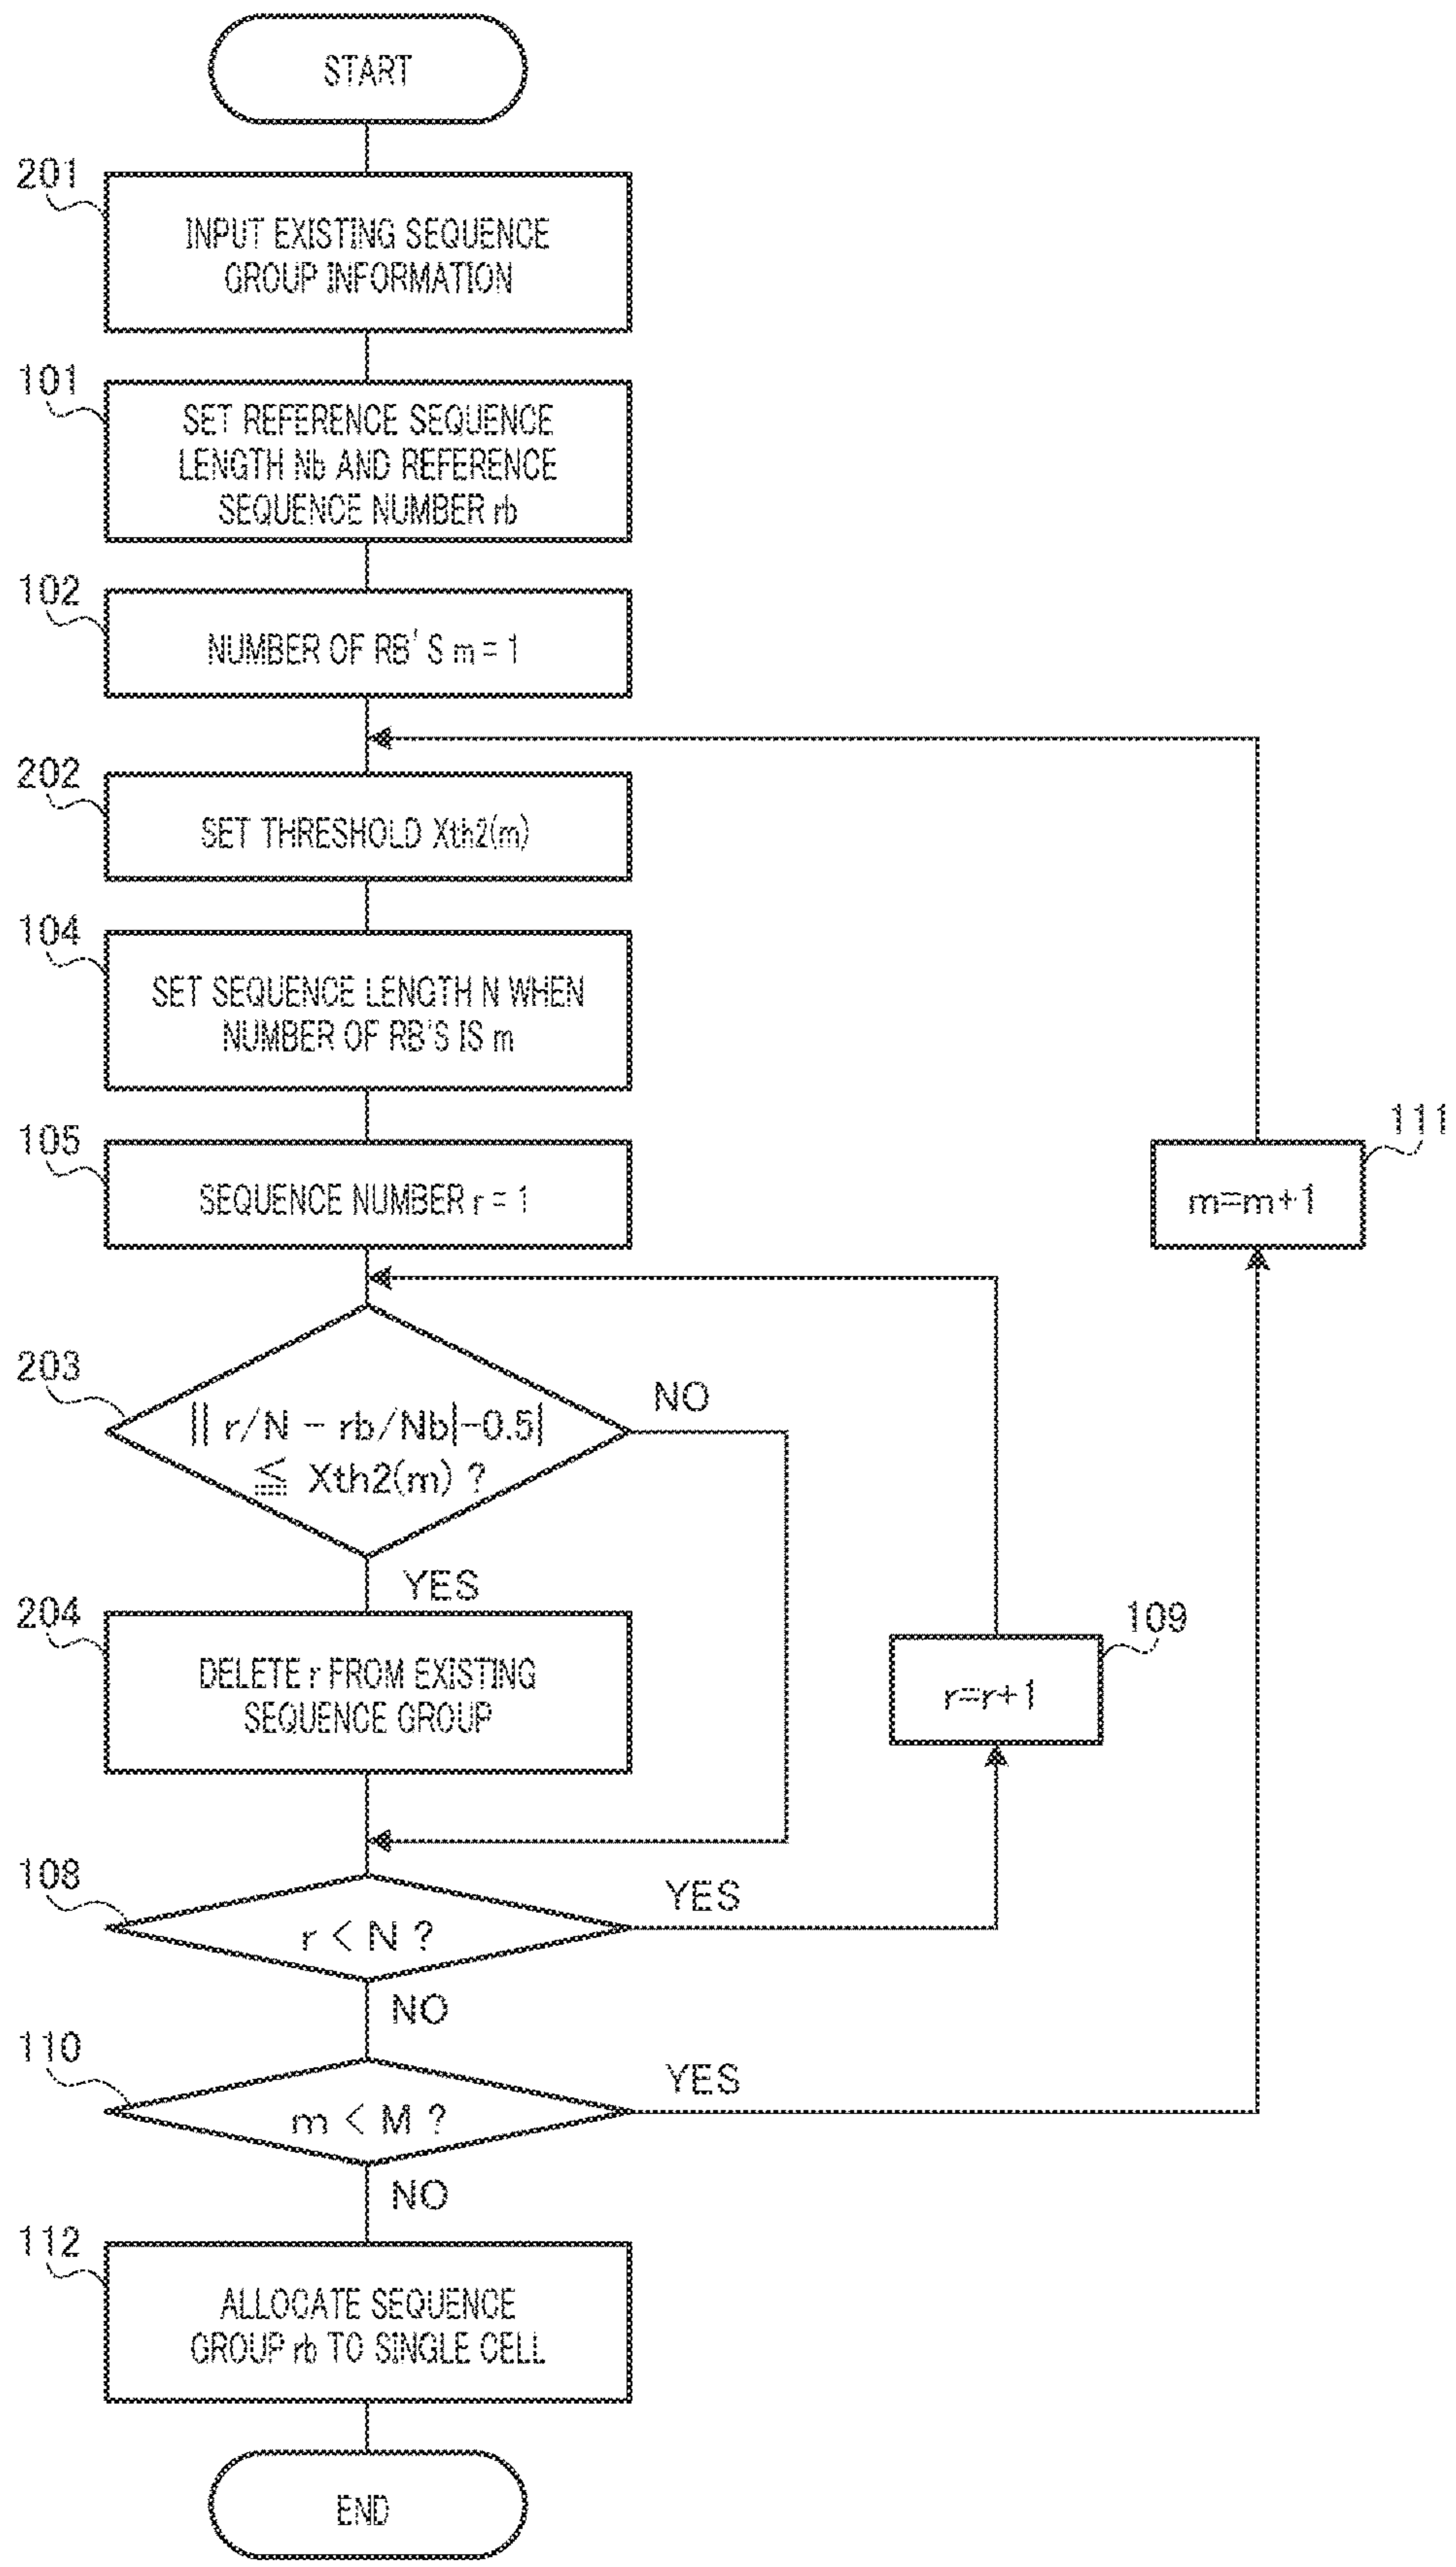 START
201
INPUT EXISTING SEQUENCE
GROUP INFORMATION
101
SET REFERENCE SEQUENCE
LENGTH Nb AND REFERENCE
SEQUENCE NUMBER rb
102
NUMBER OF RB'S m = 1
202
SET THRESHOLD Xth2(m)
104
SET SEQUENCE LENGTH N WHEN
NUMBER OF RB'S IS m
105
SEQUENCE NUMBER r = 1
111
m=m+1
203
|| r/N - rb/Nb|-0.5|
≦ Xth2(m) ?
NO
YES
204
DELETE r FROM EXISTING
SEQUENCE GROUP
109
r=r+1
108
r < N ?
YES
NO
110
m < M ?
YES
NO
112
ALLOCATE SEQUENCE
GROUP rb TO SINGLE CELL
END